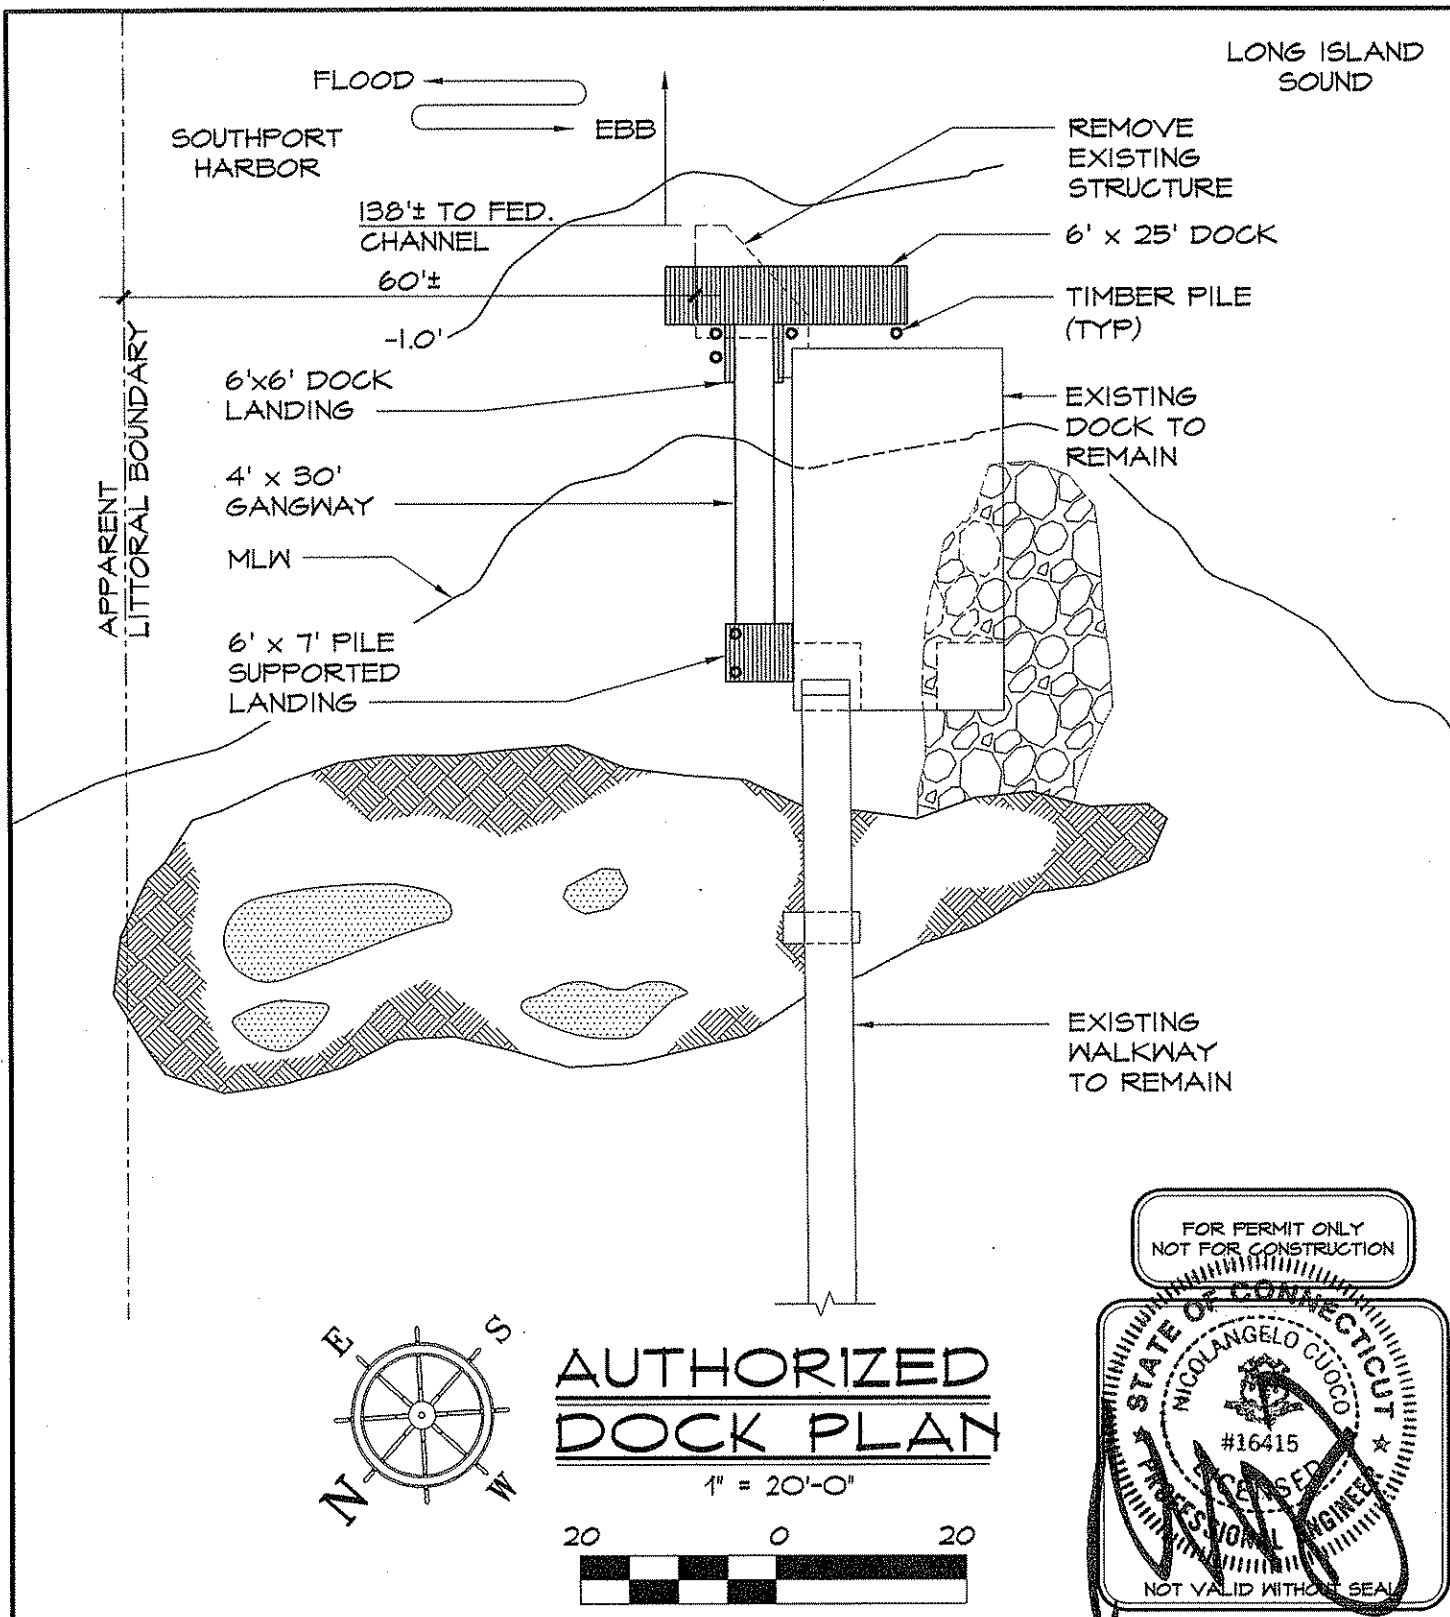 LONG ISLAND
SOUND
FLOOD
EBB
SOUTHPORT
HARBOR
REMOVE
EXISTING
STRUCTURE
138'± TO FED.
CHANNEL
6' x 25' DOCK
60'±
TIMBER PILE
(TYP)
-1.0'
APPARENT
LITTORAL BOUNDARY
6'x6' DOCK
LANDING
EXISTING
DOCK TO
REMAIN
4' x 30'
GANGWAY
MLW
6' x 7' PILE
SUPPORTED
LANDING
EXISTING
WALKWAY
TO REMAIN
FOR PERMIT ONLY
NOT FOR CONSTRUCTION
STATE OF CONNECTICUT
NICOLANGELO CUOCO
#16415
LICENSED
PROFESSIONAL ENGINEER
NOT VALID WITHOUT SEAL
E
S
N
W
AUTHORIZED
DOCK PLAN
1" = 20'-0"
20 0 20